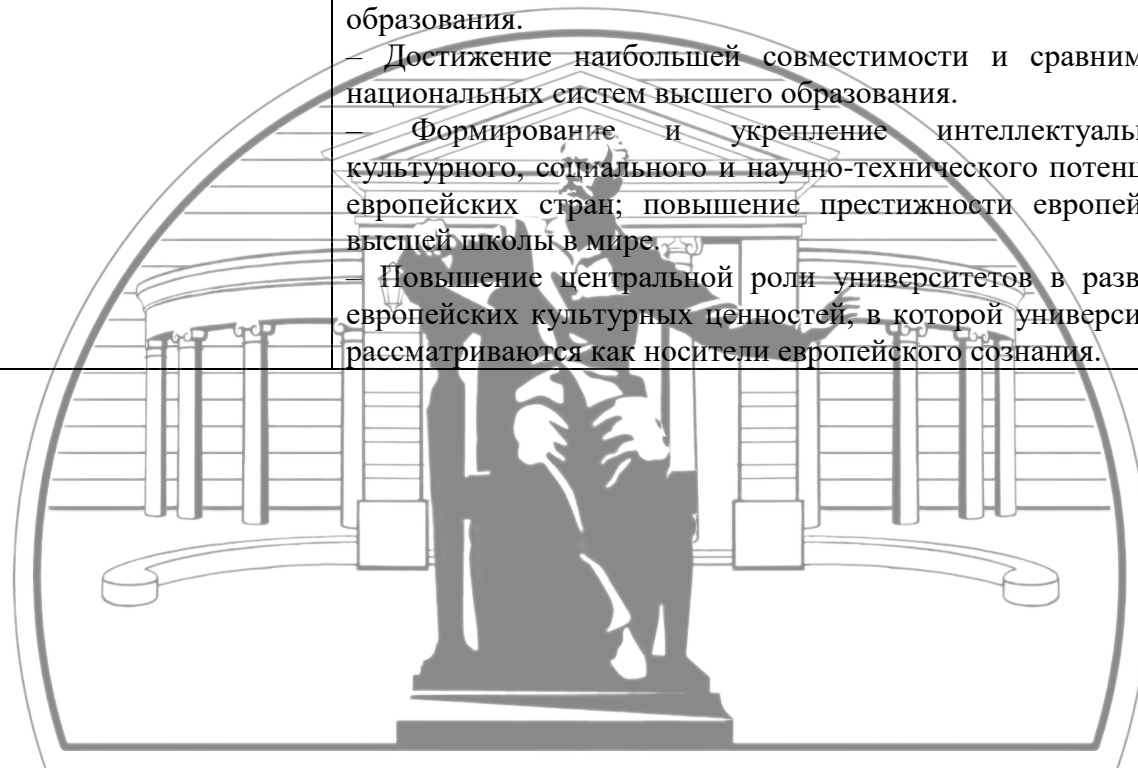 образования.
– Достижение наибольшей совместимости и сравним
национальных систем высшего образования.
– Формирование и укрепление интеллектуаль
культурного, социального и научно-технического потенц
европейских стран; повышение престижности европей
высшей школы в мире.
– Повышение центральной роли университетов в разв
европейских культурных ценностей, в которой универси
рассматриваются как носители европейского сознания.